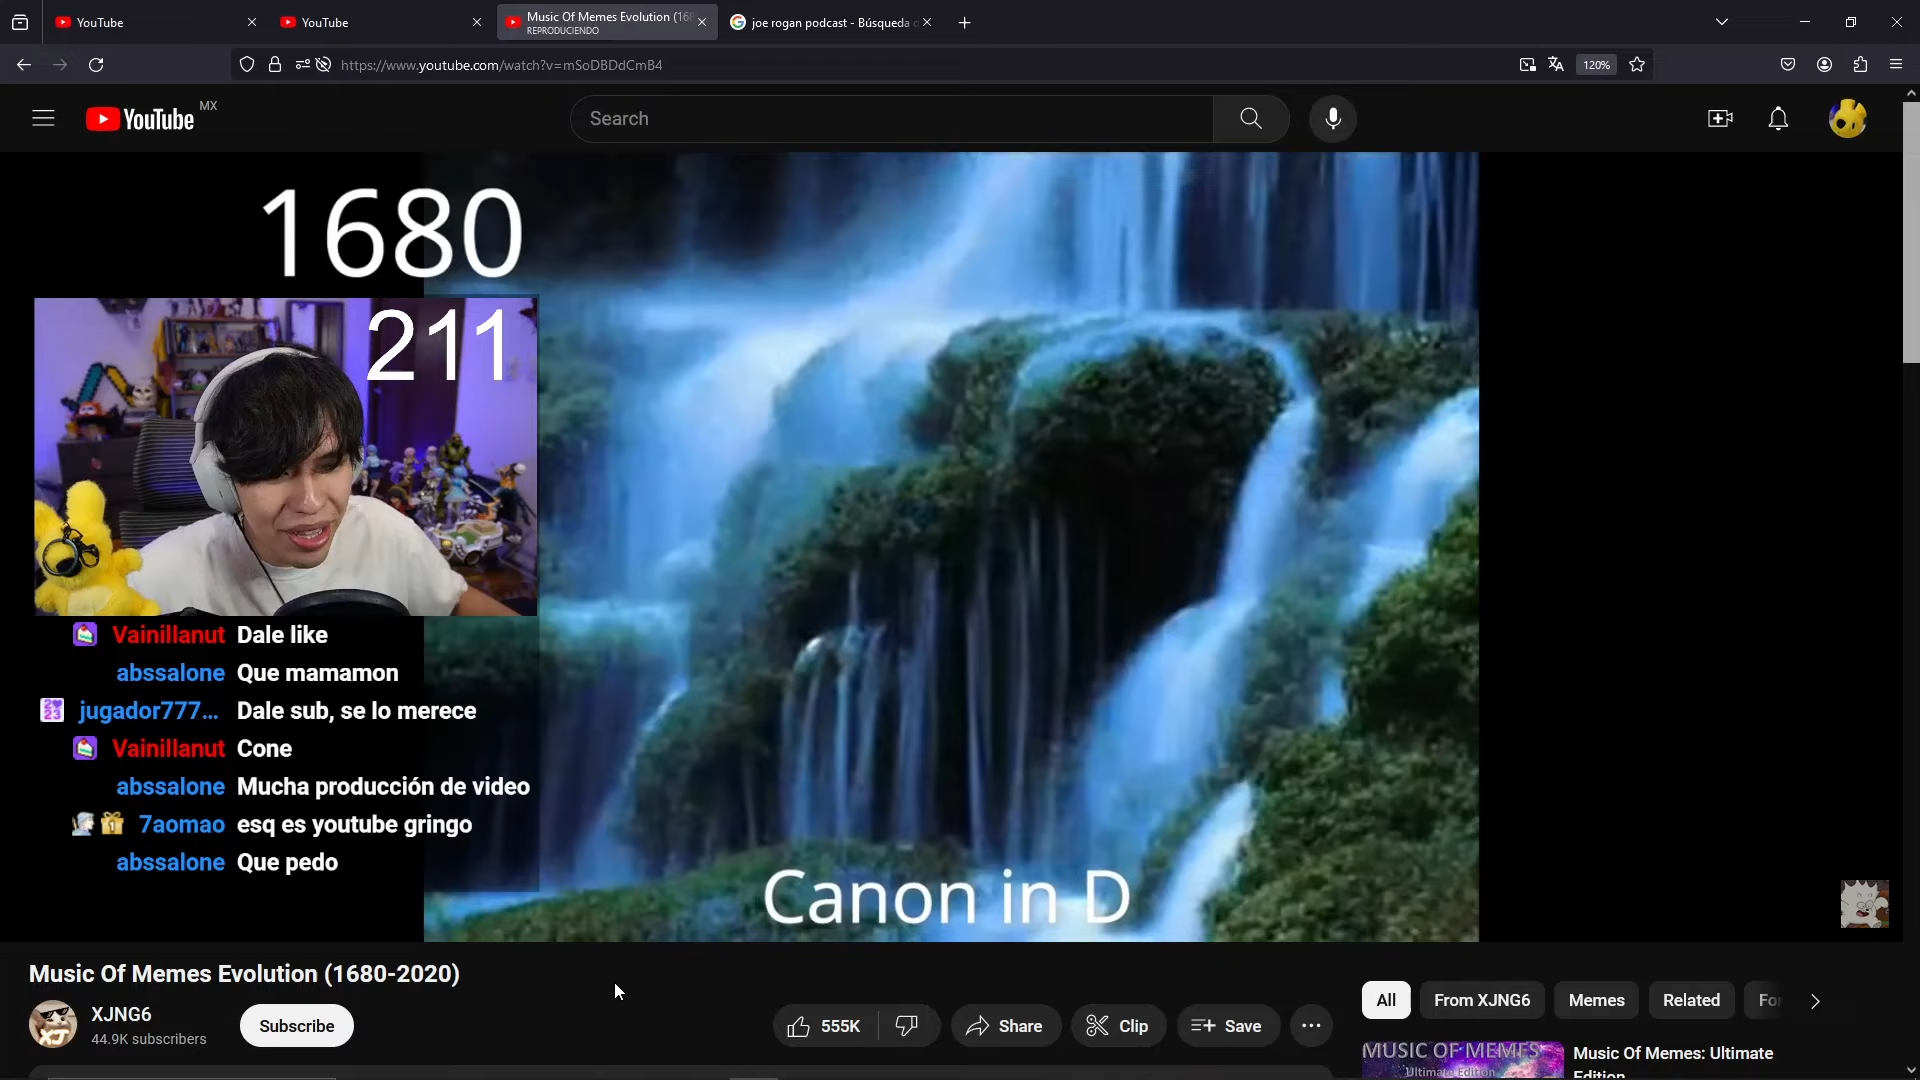 YouTube
YouTube
Music Of Memes Evolution (168
REPRODUCIENDO
joe rogan podcast - Búsqueda
https://www.youtube.com/watch?v=mSoDBDdCmB4
120%
YouTube MX
Search
1680
211
Vainillanut Dale like
abssalone Que mamamon
jugador777... Dale sub, se lo merece
Vainillanut Cone
abssalone Mucha producción de video
7aomao esq es youtube gringo
abssalone Que pedo
Canon in D
Music Of Memes Evolution (1680-2020)
XJNG6
44.9K subscribers
Subscribe
555K
Share
Clip
Save
All
From XJNG6
Memes
Related
MUSIC OF MEMES
Ultimate Edition
Music Of Memes: Ultimate
Edition